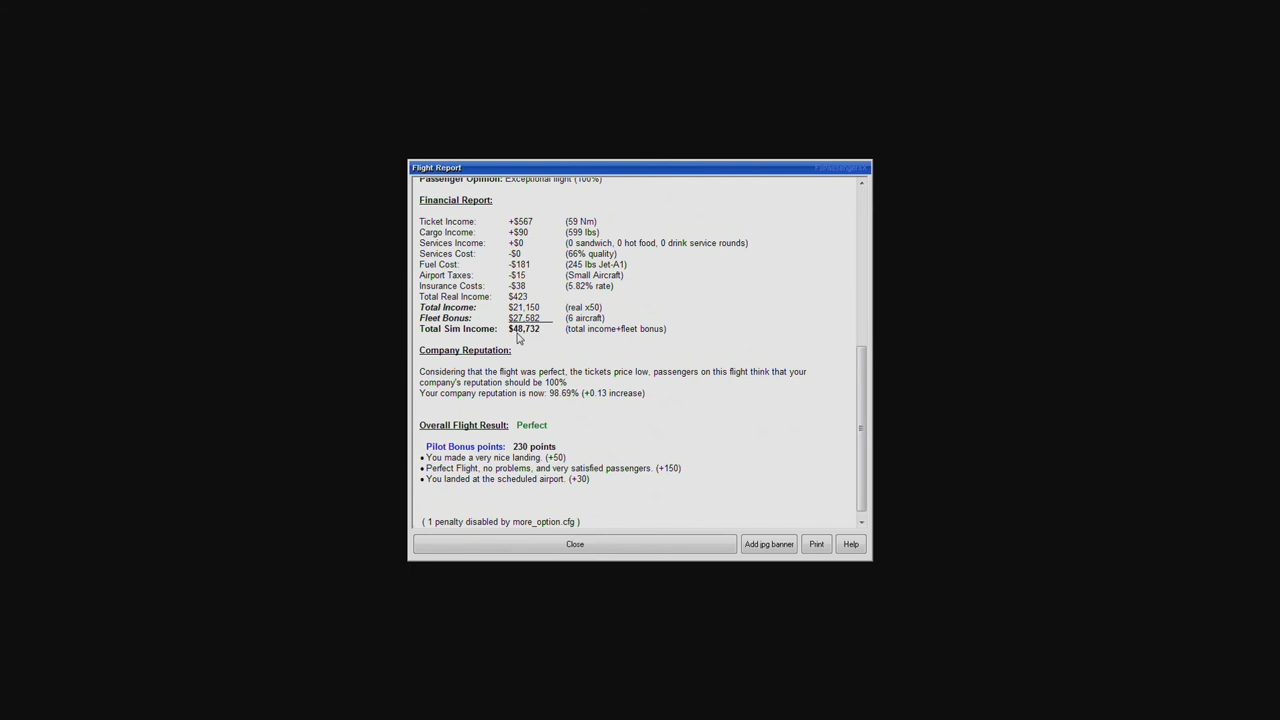 Flight Report
FsPassengersX
Passenger Opinion: Exceptional flight (100%)
Financial Report:
Ticket Income: +$567 (59 Nm)
Cargo Income: +$90 (599 lbs)
Services Income: +$0 (0 sandwich, 0 hot food, 0 drink service rounds)
Services Cost: -$0 (66% quality)
Fuel Cost: -$181 (245 lbs Jet-A1)
Airport Taxes: -$15 (Small Aircraft)
Insurance Costs: -$38 (5.82% rate)
Total Real Income: $423
Total Income: $21,150 (real x50)
Fleet Bonus: $27,582 (6 aircraft)
Total Sim Income: $48,732 (total income+fleet bonus)
Company Reputation:
Considering that the flight was perfect, the tickets price low, passengers on this flight think that your
company's reputation should be 100%
Your company reputation is now: 98.69% (+0.13 increase)
Overall Flight Result: Perfect
Pilot Bonus points: 230 points
• You made a very nice landing. (+50)
• Perfect Flight, no problems, and very satisfied passengers. (+150)
• You landed at the scheduled airport. (+30)
( 1 penalty disabled by more_option.cfg )
Close Add jpg banner Print Help